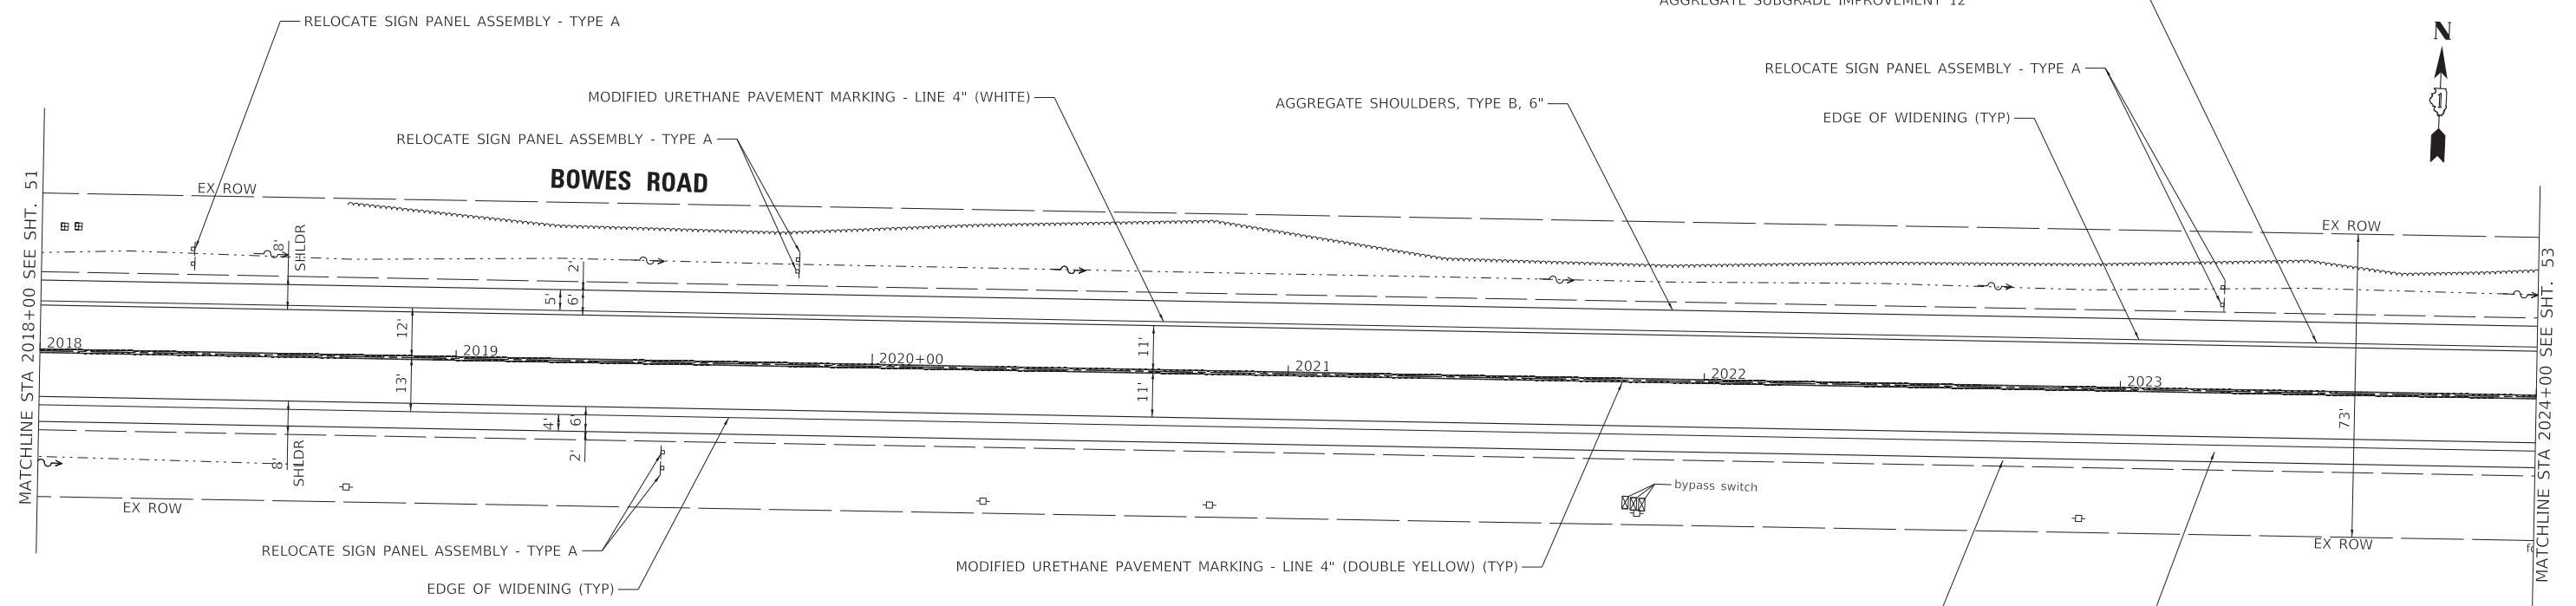 AGGREGATE SUBGRADE IMPROVEMENT 12"
RELOCATE SIGN PANEL ASSEMBLY - TYPE A
N
RELOCATE SIGN PANEL ASSEMBLY - TYPE A
MODIFIED URETHANE PAVEMENT MARKING - LINE 4" (WHITE)
AGGREGATE SHOULDERS, TYPE B, 6"
EDGE OF WIDENING (TYP)
RELOCATE SIGN PANEL ASSEMBLY - TYPE A
BOWES ROAD
EX ROW
EX ROW
MATCHLINE STA 2018+00 SEE SHT. 51
MATCHLINE STA 2024+00 SEE SHT. 53
8'
SHLDR
2'
5'
6'
12'
11'
2018
2019
2020+00
2021
2022
2023
13'
11'
73'
4'
6'
2'
8'
SHLDR
bypass switch
EX ROW
EX ROW
RELOCATE SIGN PANEL ASSEMBLY - TYPE A
MODIFIED URETHANE PAVEMENT MARKING - LINE 4" (DOUBLE YELLOW) (TYP)
EDGE OF WIDENING (TYP)